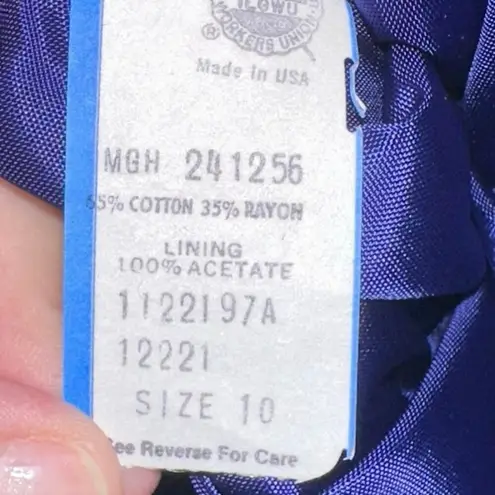 ILGWU
WORKERS UNION
®
Made in USA
MGH 241256
65% COTTON 35% RAYON
LINING
100% ACETATE
1122197A
12221
SIZE 10
See Reverse For Care